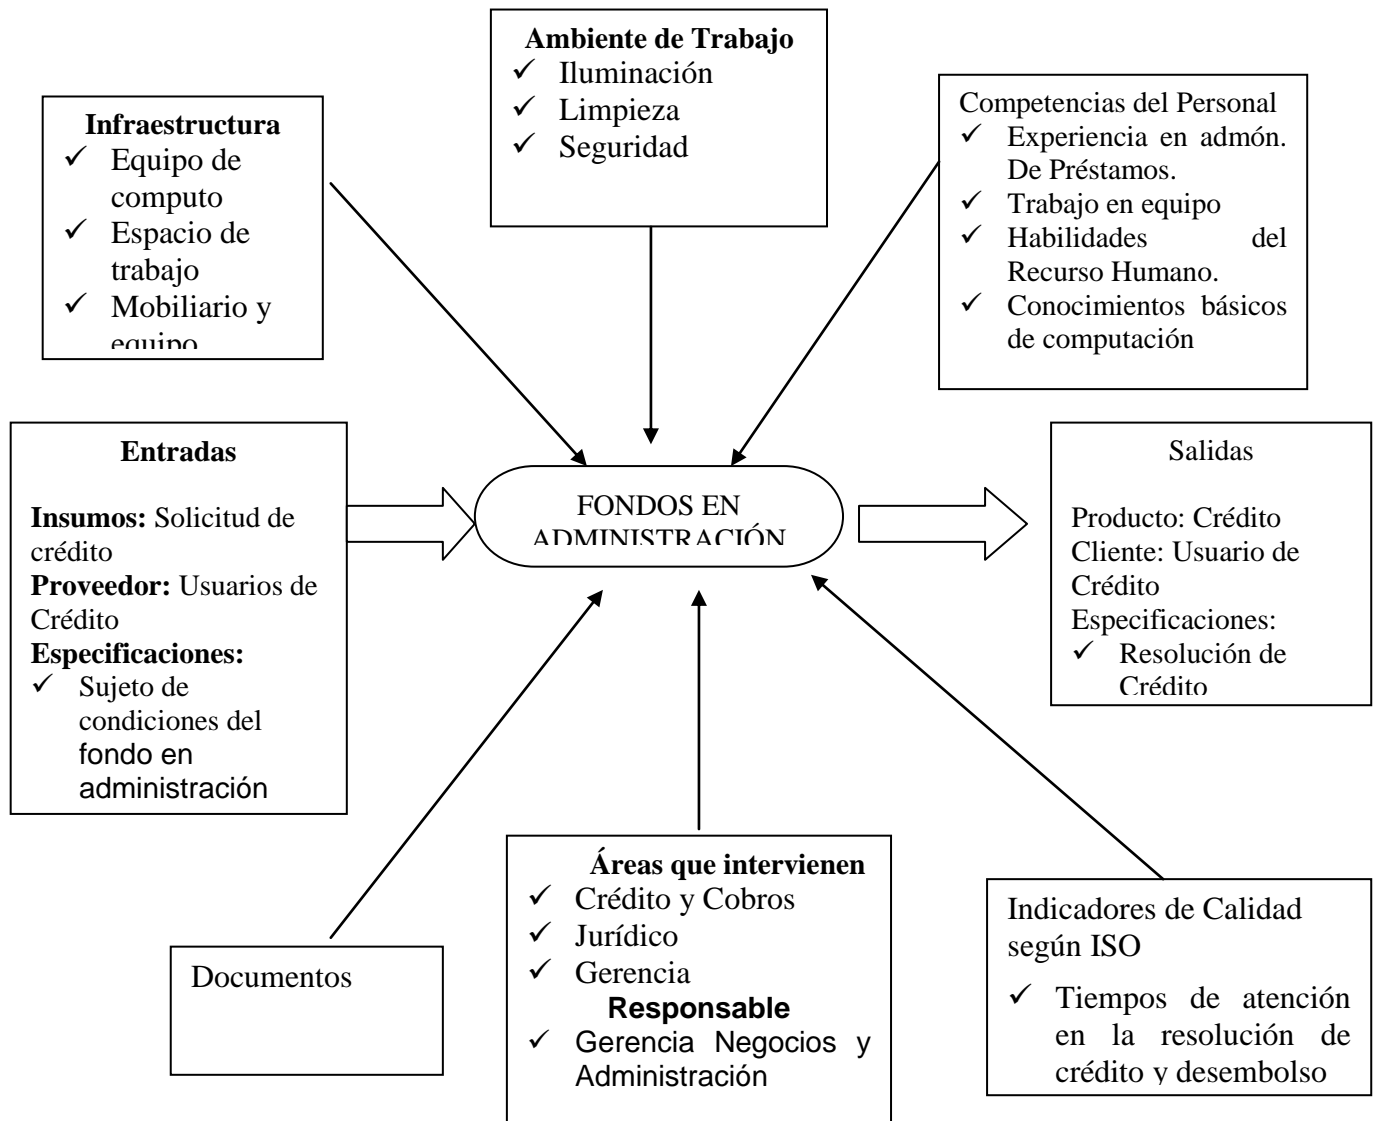 Ambiente de Trabajo
✓ Iluminación
✓ Limpieza
✓ Seguridad
Infraestructura
✓ Equipo de
computo
✓ Espacio de
trabajo
✓ Mobiliario y
equipo
Competencias del Personal
✓ Experiencia en admón.
De Préstamos.
✓ Trabajo en equipo
✓ Habilidades del
Recurso Humano.
✓ Conocimientos básicos
de computación
Entradas
Insumos: Solicitud de
crédito
Proveedor: Usuarios de
Crédito
Especificaciones:
✓ Sujeto de
condiciones del
fondo en
administración
FONDOS EN
ADMINISTRACIÓN
Salidas
Producto: Crédito
Cliente: Usuario de
Crédito
Especificaciones:
✓ Resolución de
Crédito
Documentos
Áreas que intervienen
✓ Crédito y Cobros
✓ Jurídico
✓ Gerencia
Responsable
✓ Gerencia Negocios y
Administración
Indicadores de Calidad
según ISO
✓ Tiempos de atención
en la resolución de
crédito y desembolso